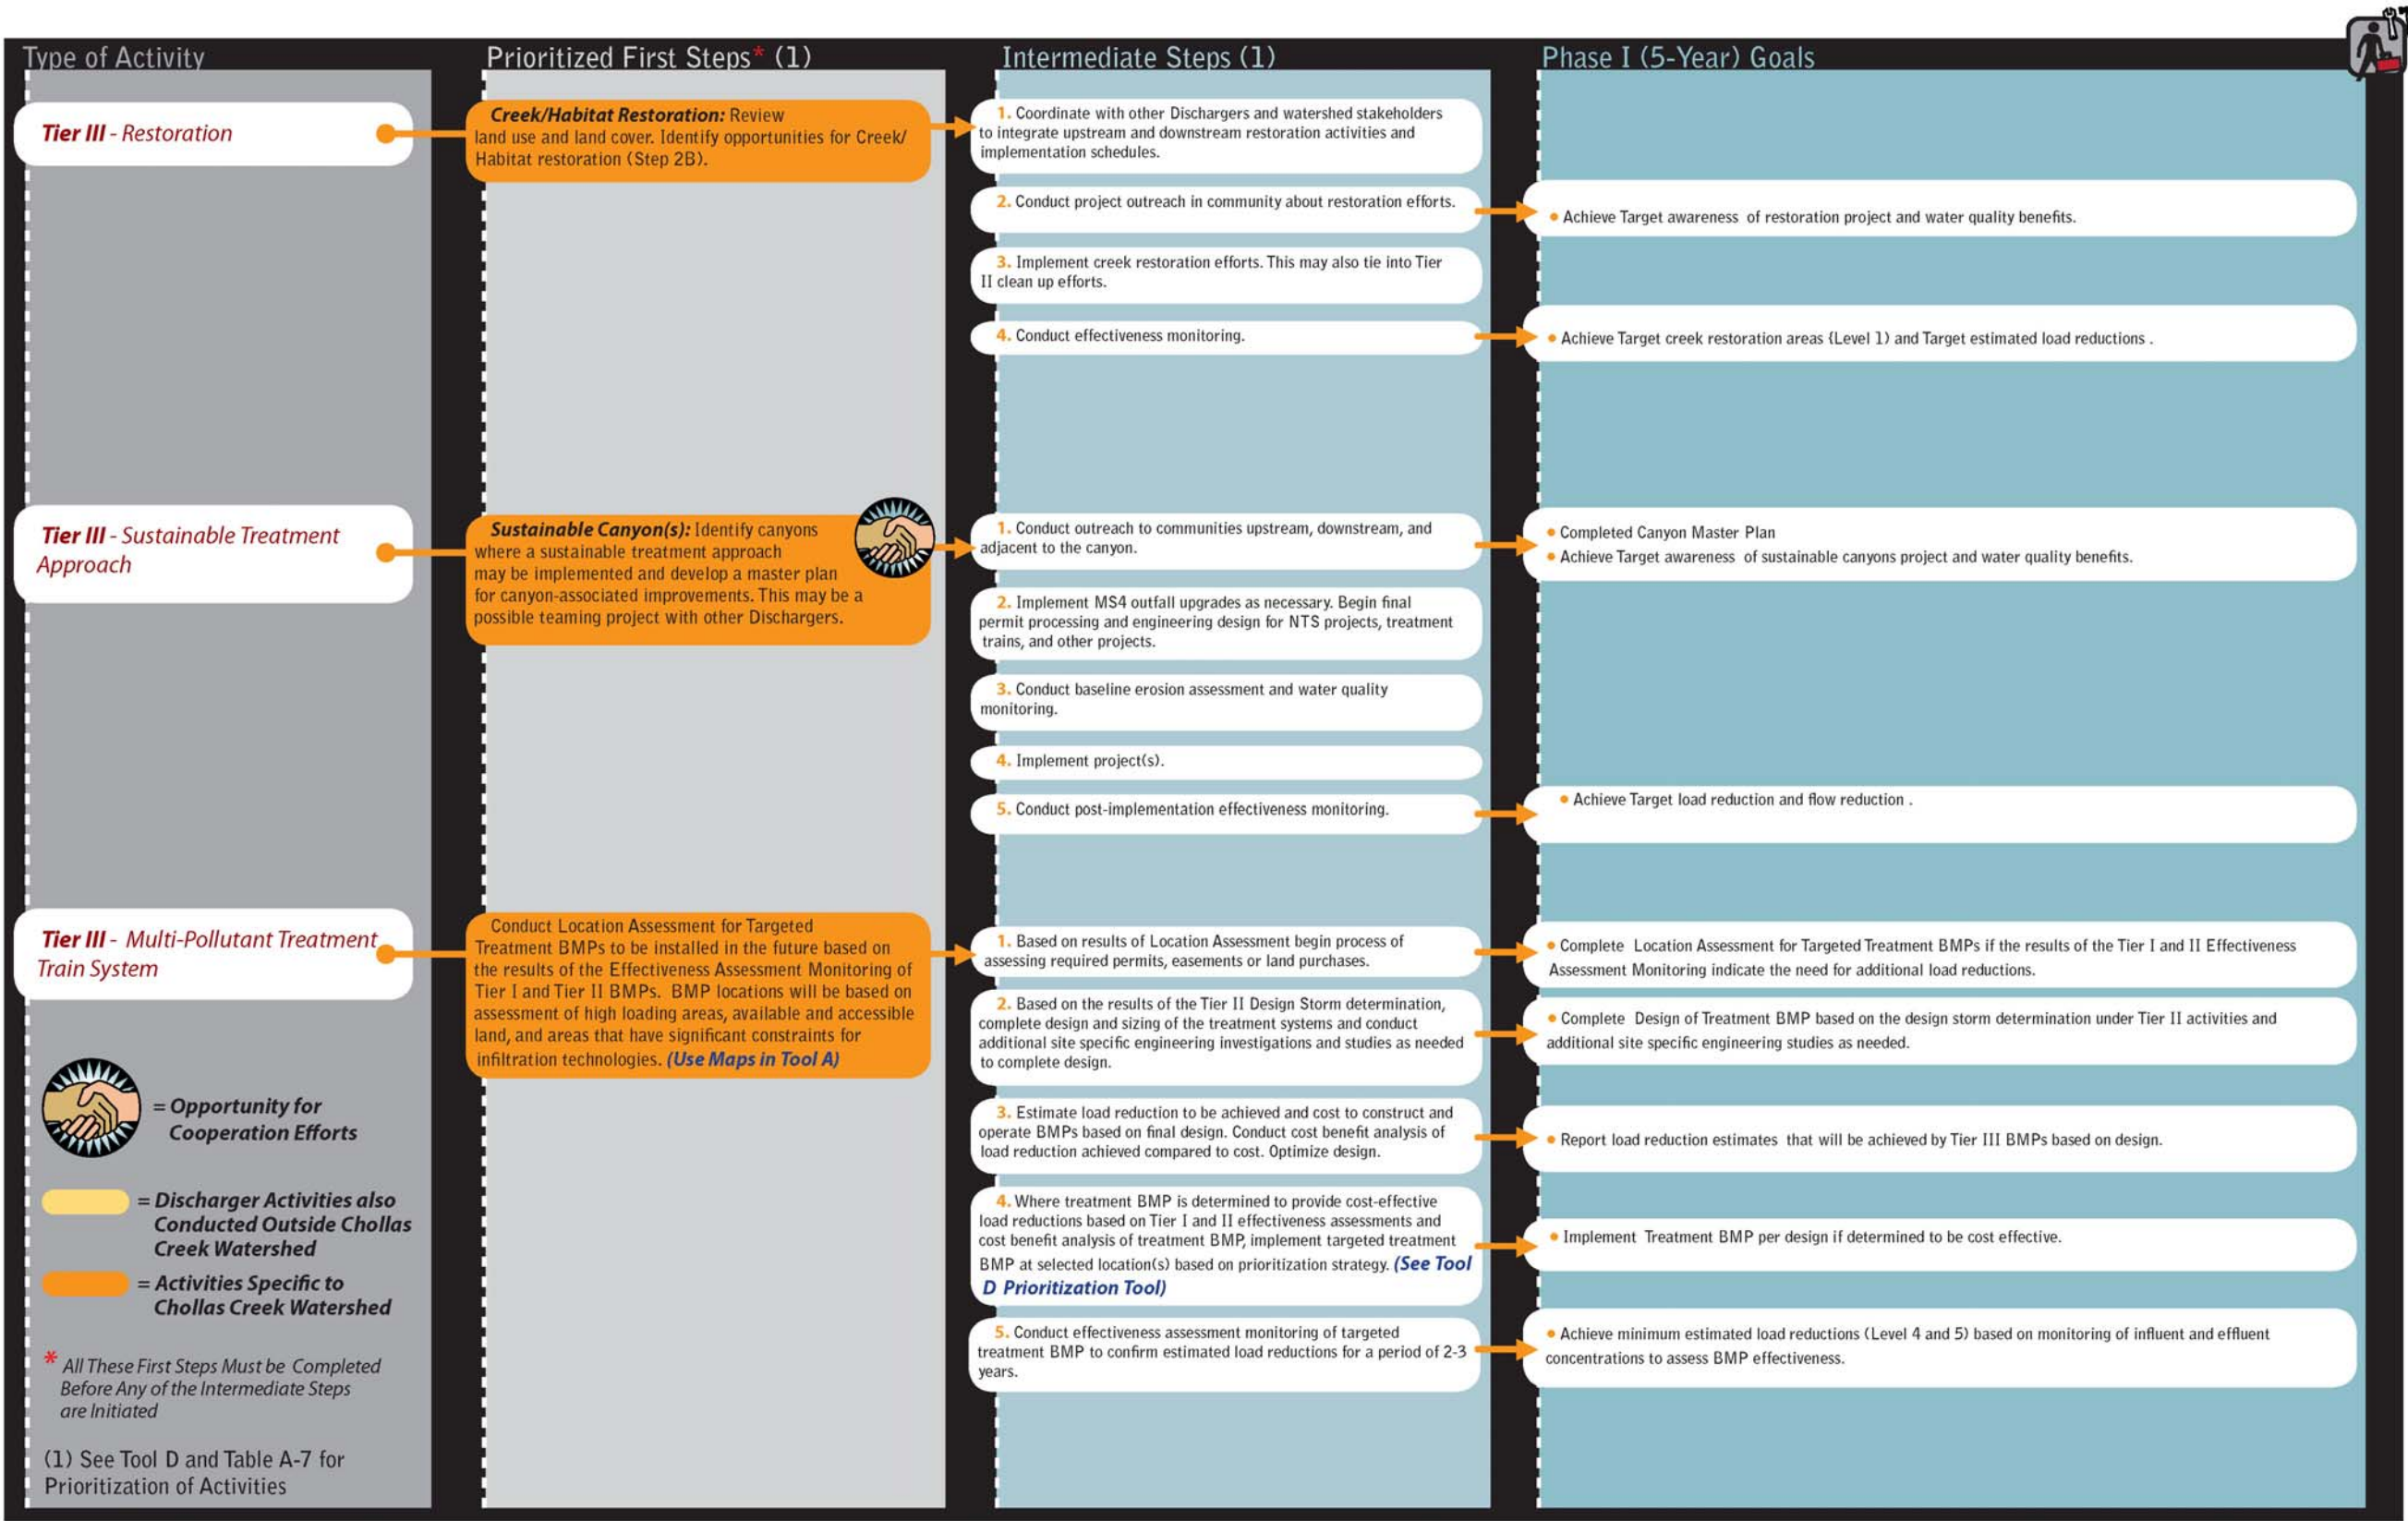 Type of Activity
Prioritized First Steps* (1)
Intermediate Steps (1)
Phase I (5-Year) Goals
Tier III - Restoration
Creek/Habitat Restoration: Review
land use and land cover. Identify opportunities for Creek/
Habitat restoration (Step 2B).
1. Coordinate with other Dischargers and watershed stakeholders
to integrate upstream and downstream restoration activities and
implementation schedules.
2. Conduct project outreach in community about restoration efforts.
• Achieve Target awareness of restoration project and water quality benefits.
3. Implement creek restoration efforts. This may also tie into Tier
II clean up efforts.
4. Conduct effectiveness monitoring.
• Achieve Target creek restoration areas (Level 1) and Target estimated load reductions .
Tier III - Sustainable Treatment
Approach
Sustainable Canyon(s): Identify canyons
where a sustainable treatment approach
may be implemented and develop a master plan
for canyon-associated improvements. This may be a
possible teaming project with other Dischargers.
1. Conduct outreach to communities upstream, downstream, and
adjacent to the canyon.
• Completed Canyon Master Plan
• Achieve Target awareness of sustainable canyons project and water quality benefits.
2. Implement MS4 outfall upgrades as necessary. Begin final
permit processing and engineering design for NTS projects, treatment
trains, and other projects.
3. Conduct baseline erosion assessment and water quality
monitoring.
4. Implement project(s).
5. Conduct post-implementation effectiveness monitoring.
• Achieve Target load reduction and flow reduction .
Tier III - Multi-Pollutant Treatment
Train System
Conduct Location Assessment for Targeted
Treatment BMPs to be installed in the future based on
the results of the Effectiveness Assessment Monitoring of
Tier I and Tier II BMPs. BMP locations will be based on
assessment of high loading areas, available and accessible
land, and areas that have significant constraints for
infiltration technologies. (Use Maps in Tool A)
1. Based on results of Location Assessment begin process of
assessing required permits, easements or land purchases.
• Complete Location Assessment for Targeted Treatment BMPs if the results of the Tier I and II Effectiveness
Assessment Monitoring indicate the need for additional load reductions.
2. Based on the results of the Tier II Design Storm determination,
complete design and sizing of the treatment systems and conduct
additional site specific engineering investigations and studies as needed
to complete design.
• Complete Design of Treatment BMP based on the design storm determination under Tier II activities and
additional site specific engineering studies as needed.
3. Estimate load reduction to be achieved and cost to construct and
operate BMPs based on final design. Conduct cost benefit analysis of
load reduction achieved compared to cost. Optimize design.
• Report load reduction estimates that will be achieved by Tier III BMPs based on design.
4. Where treatment BMP is determined to provide cost-effective
load reductions based on Tier I and II effectiveness assessments and
cost benefit analysis of treatment BMP, implement targeted treatment
BMP at selected location(s) based on prioritization strategy. (See Tool
D Prioritization Tool)
• Implement Treatment BMP per design if determined to be cost effective.
5. Conduct effectiveness assessment monitoring of targeted
treatment BMP to confirm estimated load reductions for a period of 2-3
years.
• Achieve minimum estimated load reductions (Level 4 and 5) based on monitoring of influent and effluent
concentrations to assess BMP effectiveness.
= Opportunity for
Cooperation Efforts
= Discharger Activities also
Conducted Outside Chollas
Creek Watershed
= Activities Specific to
Chollas Creek Watershed
* All These First Steps Must be Completed
Before Any of the Intermediate Steps
are Initiated
(1) See Tool D and Table A-7 for
Prioritization of Activities